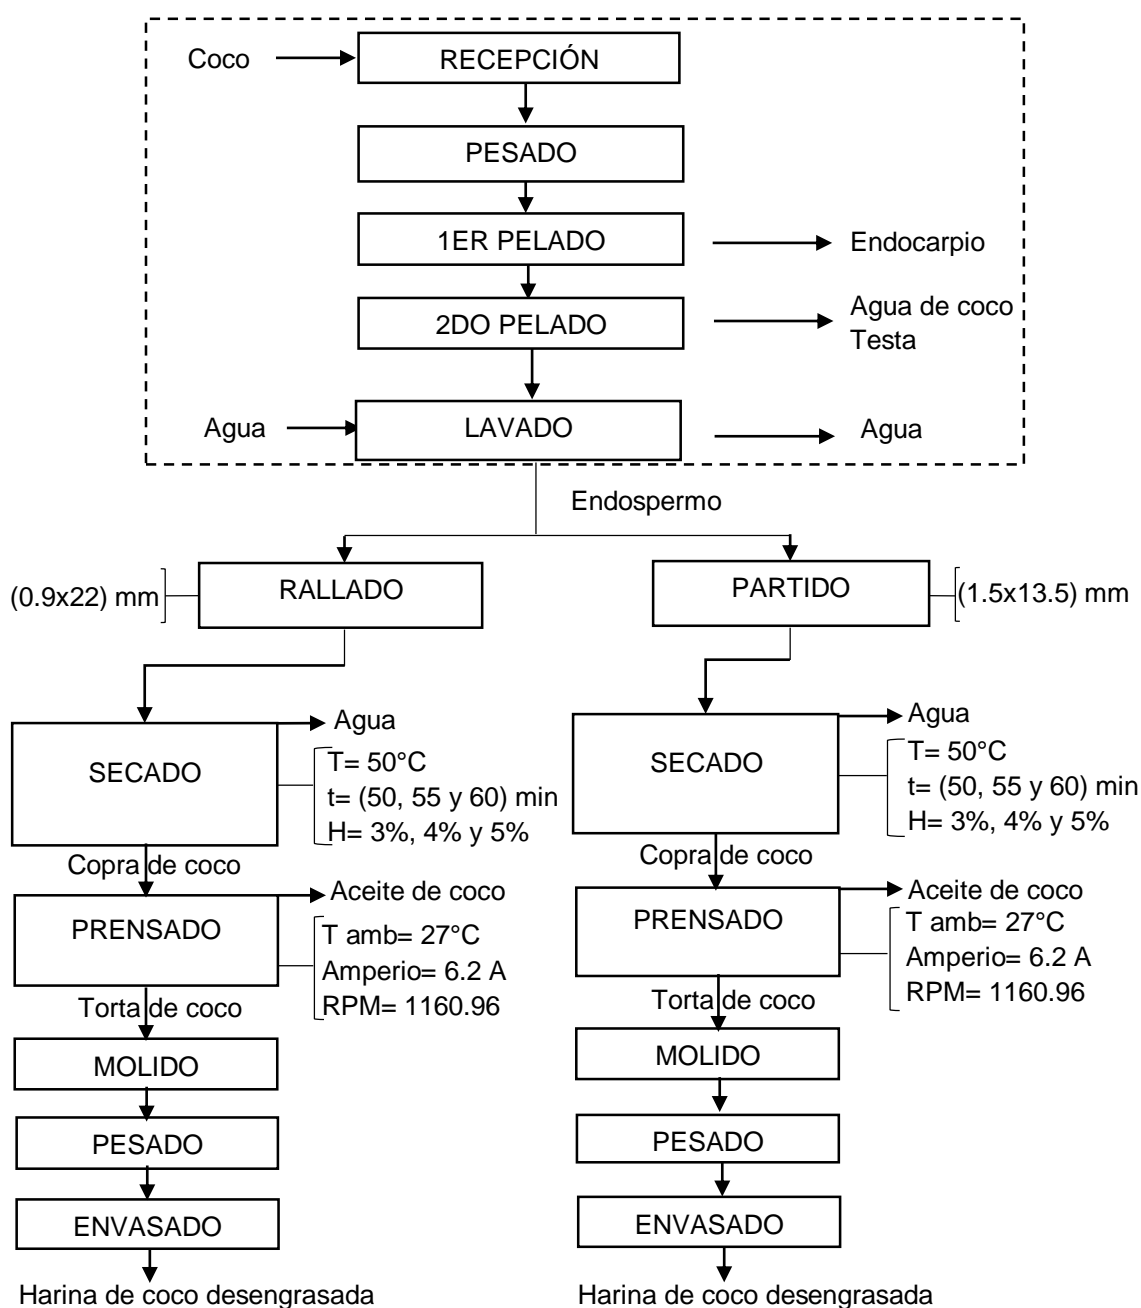 Coco
RECEPCIÓN
PESADO
1ER PELADO
Endocarpio
2DO PELADO
Agua de coco
Testa
Agua
LAVADO
Agua
Endospermo
(0.9x22) mm
RALLADO
SECADO
Agua
T= 50°C
t= (50, 55 y 60) min
H= 3%, 4% y 5%
Copra de coco
PRENSADO
Aceite de coco
T amb= 27°C
Amperio= 6.2 A
RPM= 1160.96
Torta de coco
MOLIDO
PESADO
ENVASADO
Harina de coco desengrasada
PARTIDO
(1.5x13.5) mm
SECADO
Agua
T= 50°C
t= (50, 55 y 60) min
H= 3%, 4% y 5%
Copra de coco
PRENSADO
Aceite de coco
T amb= 27°C
Amperio= 6.2 A
RPM= 1160.96
Torta de coco
MOLIDO
PESADO
ENVASADO
Harina de coco desengrasada